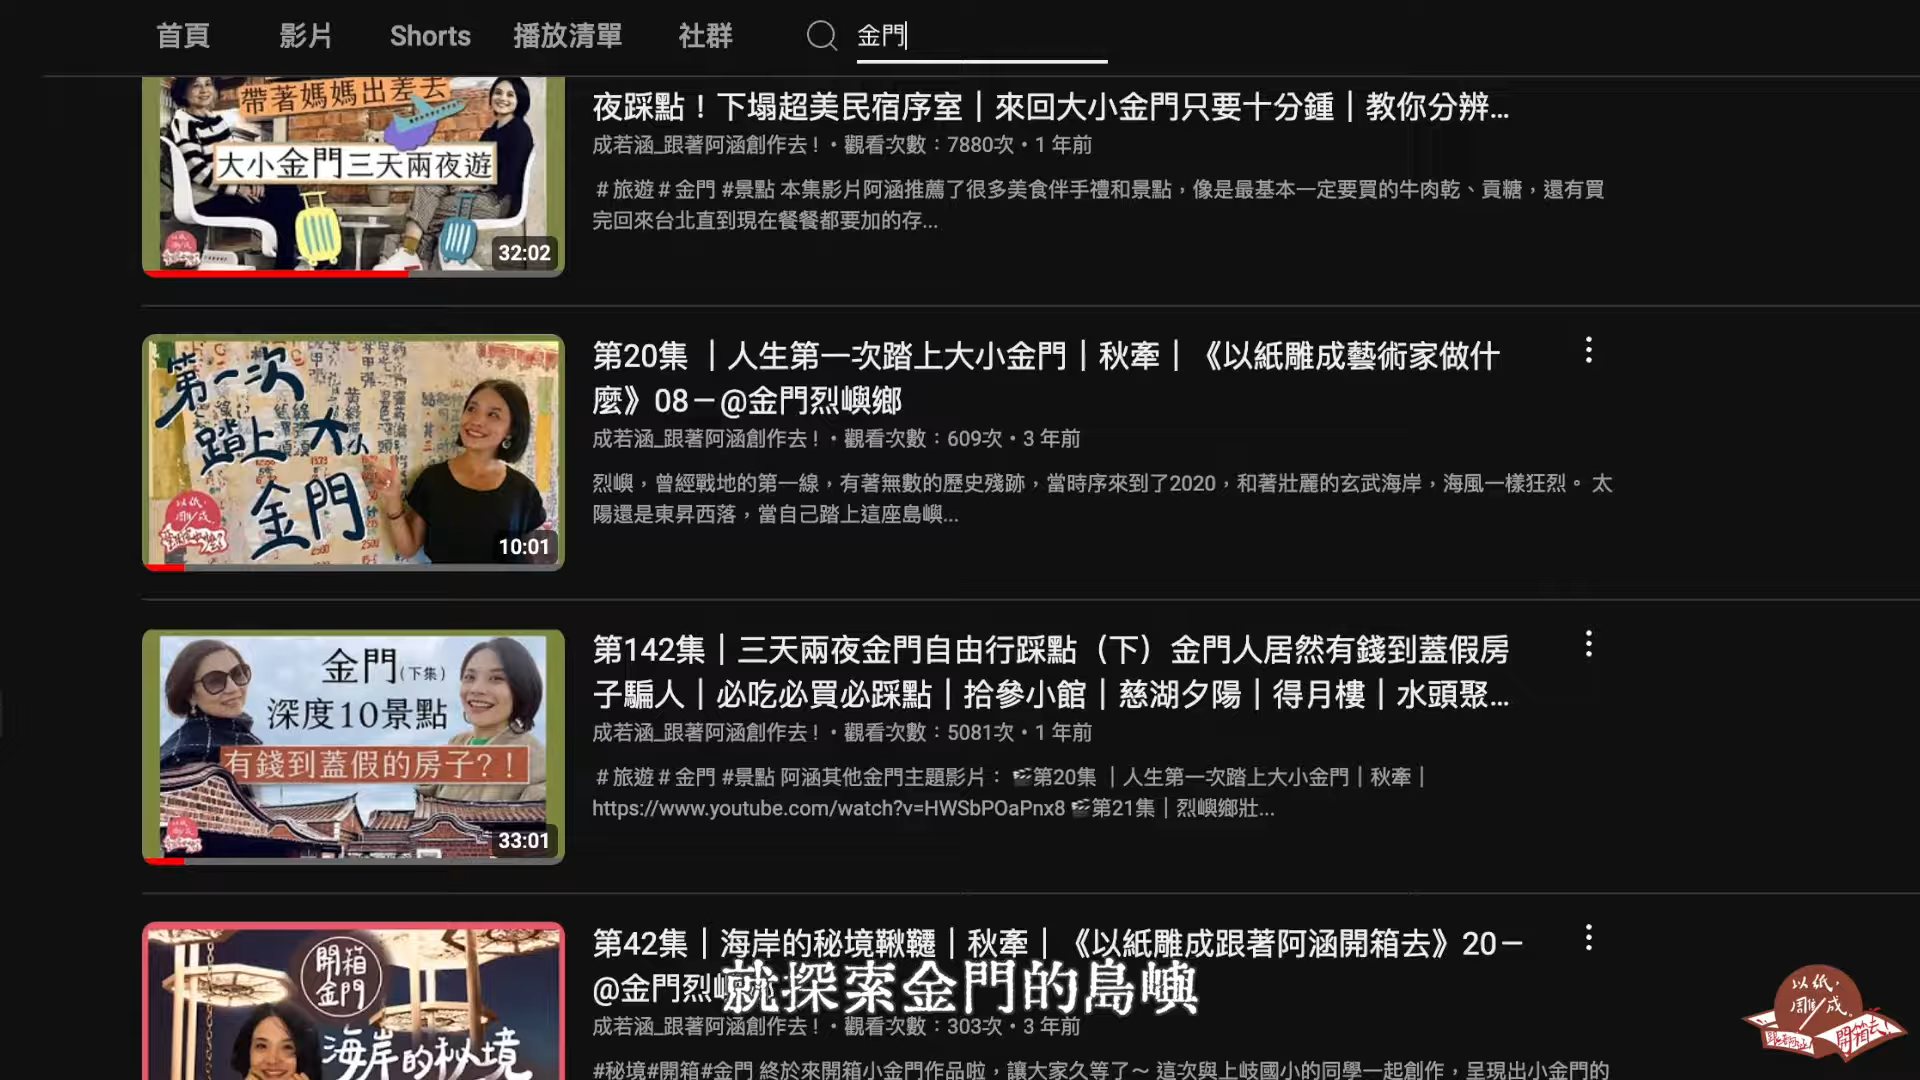 首頁 影片 Shorts 播放清單 社群 金門
帶著媽媽出差去
大小金門三天兩夜遊
32:02
夜踩點！下塌超美民宿序室｜來回大小金門只要十分鍾｜教你分辨...
成若涵_跟著阿涵創作去！・觀看次數：7880次・1 年前
＃旅遊＃金門 #景點 本集影片阿涵推薦了很多美食伴手禮和景點，像是最基本一定要買的牛肉乾、貢糖，還有買
完回來台北直到現在餐餐都要加的存...
第一次
踏上大小
金門
10:01
第20集 ｜人生第一次踏上大小金門｜秋牽｜《以紙雕成藝術家做什
麼》08－@金門烈嶼鄉
成若涵_跟著阿涵創作去！・觀看次數：609次・3 年前
烈嶼，曾經戰地的第一線，有著無數的歷史殘跡，當時序來到了2020，和著壯麗的玄武海岸，海風一樣狂烈。 太
陽還是東昇西落，當自己踏上這座島嶼...
金門(下集)
深度10景點
有錢到蓋假的房子?！
33:01
第142集｜三天兩夜金門自由行踩點（下）金門人居然有錢到蓋假房
子騙人｜必吃必買必踩點｜拾參小館｜慈湖夕陽｜得月樓｜水頭聚...
成若涵_跟著阿涵創作去！・觀看次數：5081次・1 年前
＃旅遊＃金門 #景點 阿涵其他金門主題影片： 🎬第20集 ｜人生第一次踏上大小金門｜秋牽｜
https://www.youtube.com/watch?v=HWSbPOaPnx8 🎬第21集｜烈嶼鄉壯...
開箱
金門
海岸的秘境
第42集｜海岸的秘境鞦韆｜秋牽｜《以紙雕成跟著阿涵開箱去》20－
@金門烈嶼
就探索金門的島嶼
成若涵_跟著阿涵創作去！・觀看次數：303次・3 年前
#秘境#開箱#金門 終於來開箱小金門作品啦，讓大家久等了～ 這次與上岐國小的同學一起創作，呈現出小金門的
以紙
雕成
開箱去